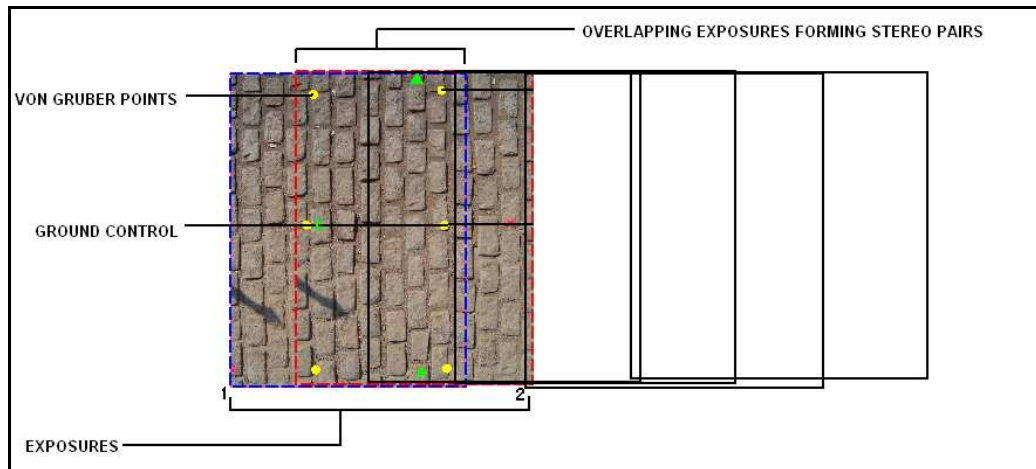 OVERLAPPING EXPOSURES FORMING STEREO PAIRS
VON GRUBER POINTS
GROUND CONTROL
1
2
EXPOSURES